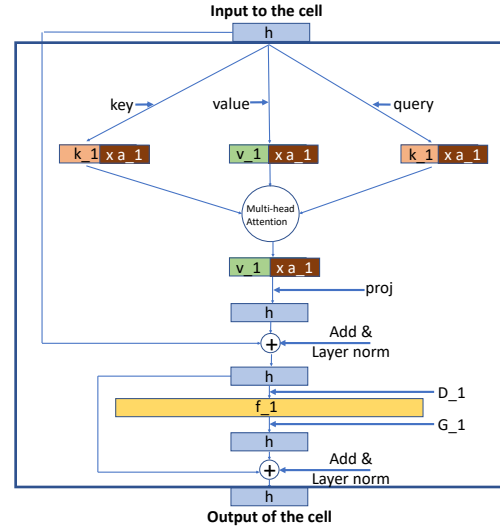 Input to the cell
h
key
value
query
k_1 x a_1
v_1 x a_1
k_1 x a_1
Multi-head
Attention
v_1 x a_1
proj
h
+
Add &
Layer norm
h
D_1
f_1
G_1
h
+
Add &
Layer norm
h
Output of the cell